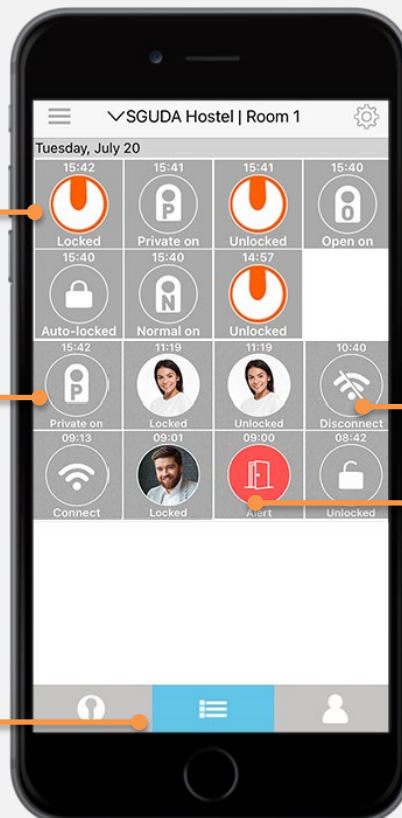 SGUDA Hostel | Room 1
Tuesday, July 20
15:42 15:41 15:41 15:40
P O
Locked Private on Unlocked Open on
15:40 15:40 14:57
N
Auto-locked Normal on Unlocked
15:42 11:19 11:19 10:40
P
Private on Locked Unlocked Disconnect
09:13 09:01 09:00 08:42
Connect Locked Alert Unlocked